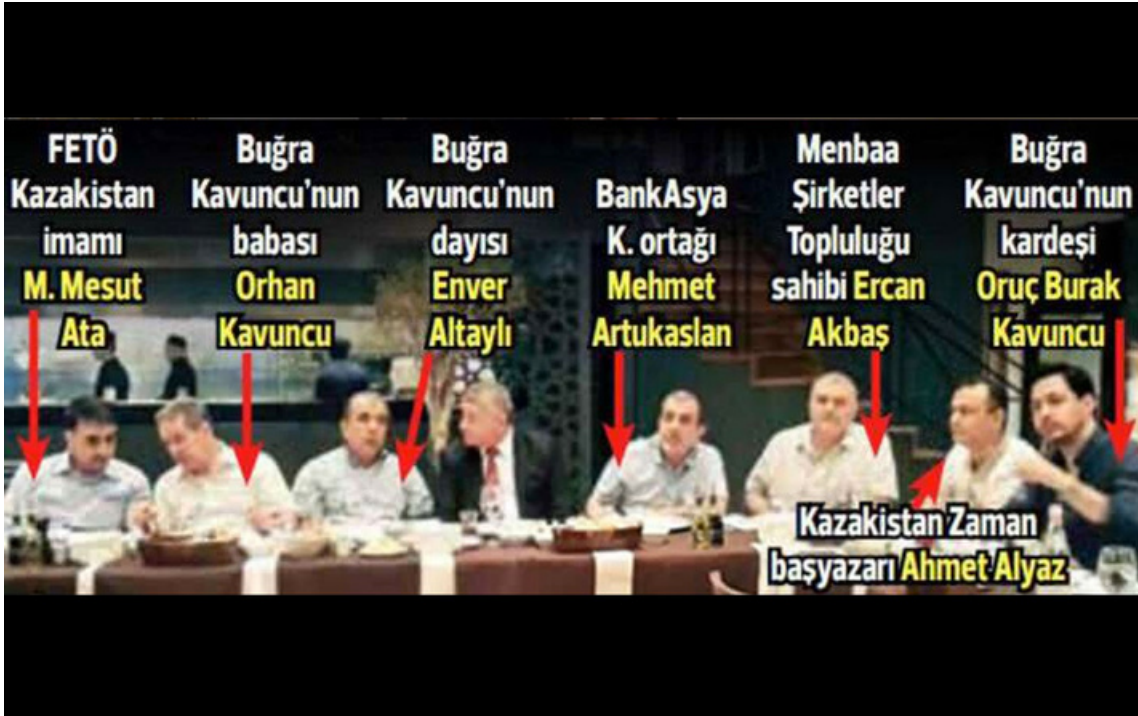 FETÖ
Kazakistan
imamı
M. Mesut
Ata
Buğra
Kavuncu'nun
babası
Orhan
Kavuncu
Buğra
Kavuncu'nun
dayısı
Enver
Altaylı
BankAsya
K. ortağı
Mehmet
Artukaslan
Menbaa
Şirketler
Topluluğu
sahibi Ercan
Akbaş
Buğra
Kavuncu'nun
kardeşi
Oruç Burak
Kavuncu
Kazakistan Zaman
başyazarı Ahmet Alyaz